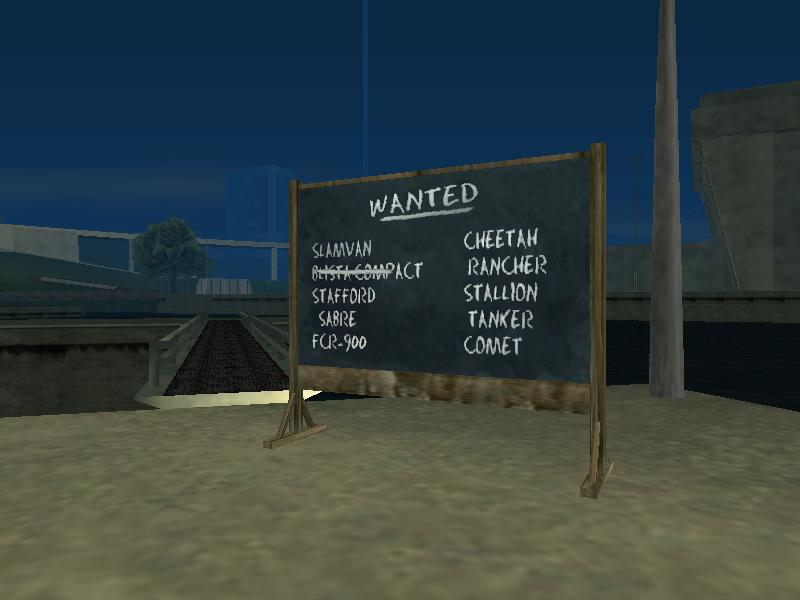 WANTED
SLAMVAN
BLISTA COMPACT
STAFFORD
SABRE
FCR-900
CHEETAH
RANCHER
STALLION
TANKER
COMET